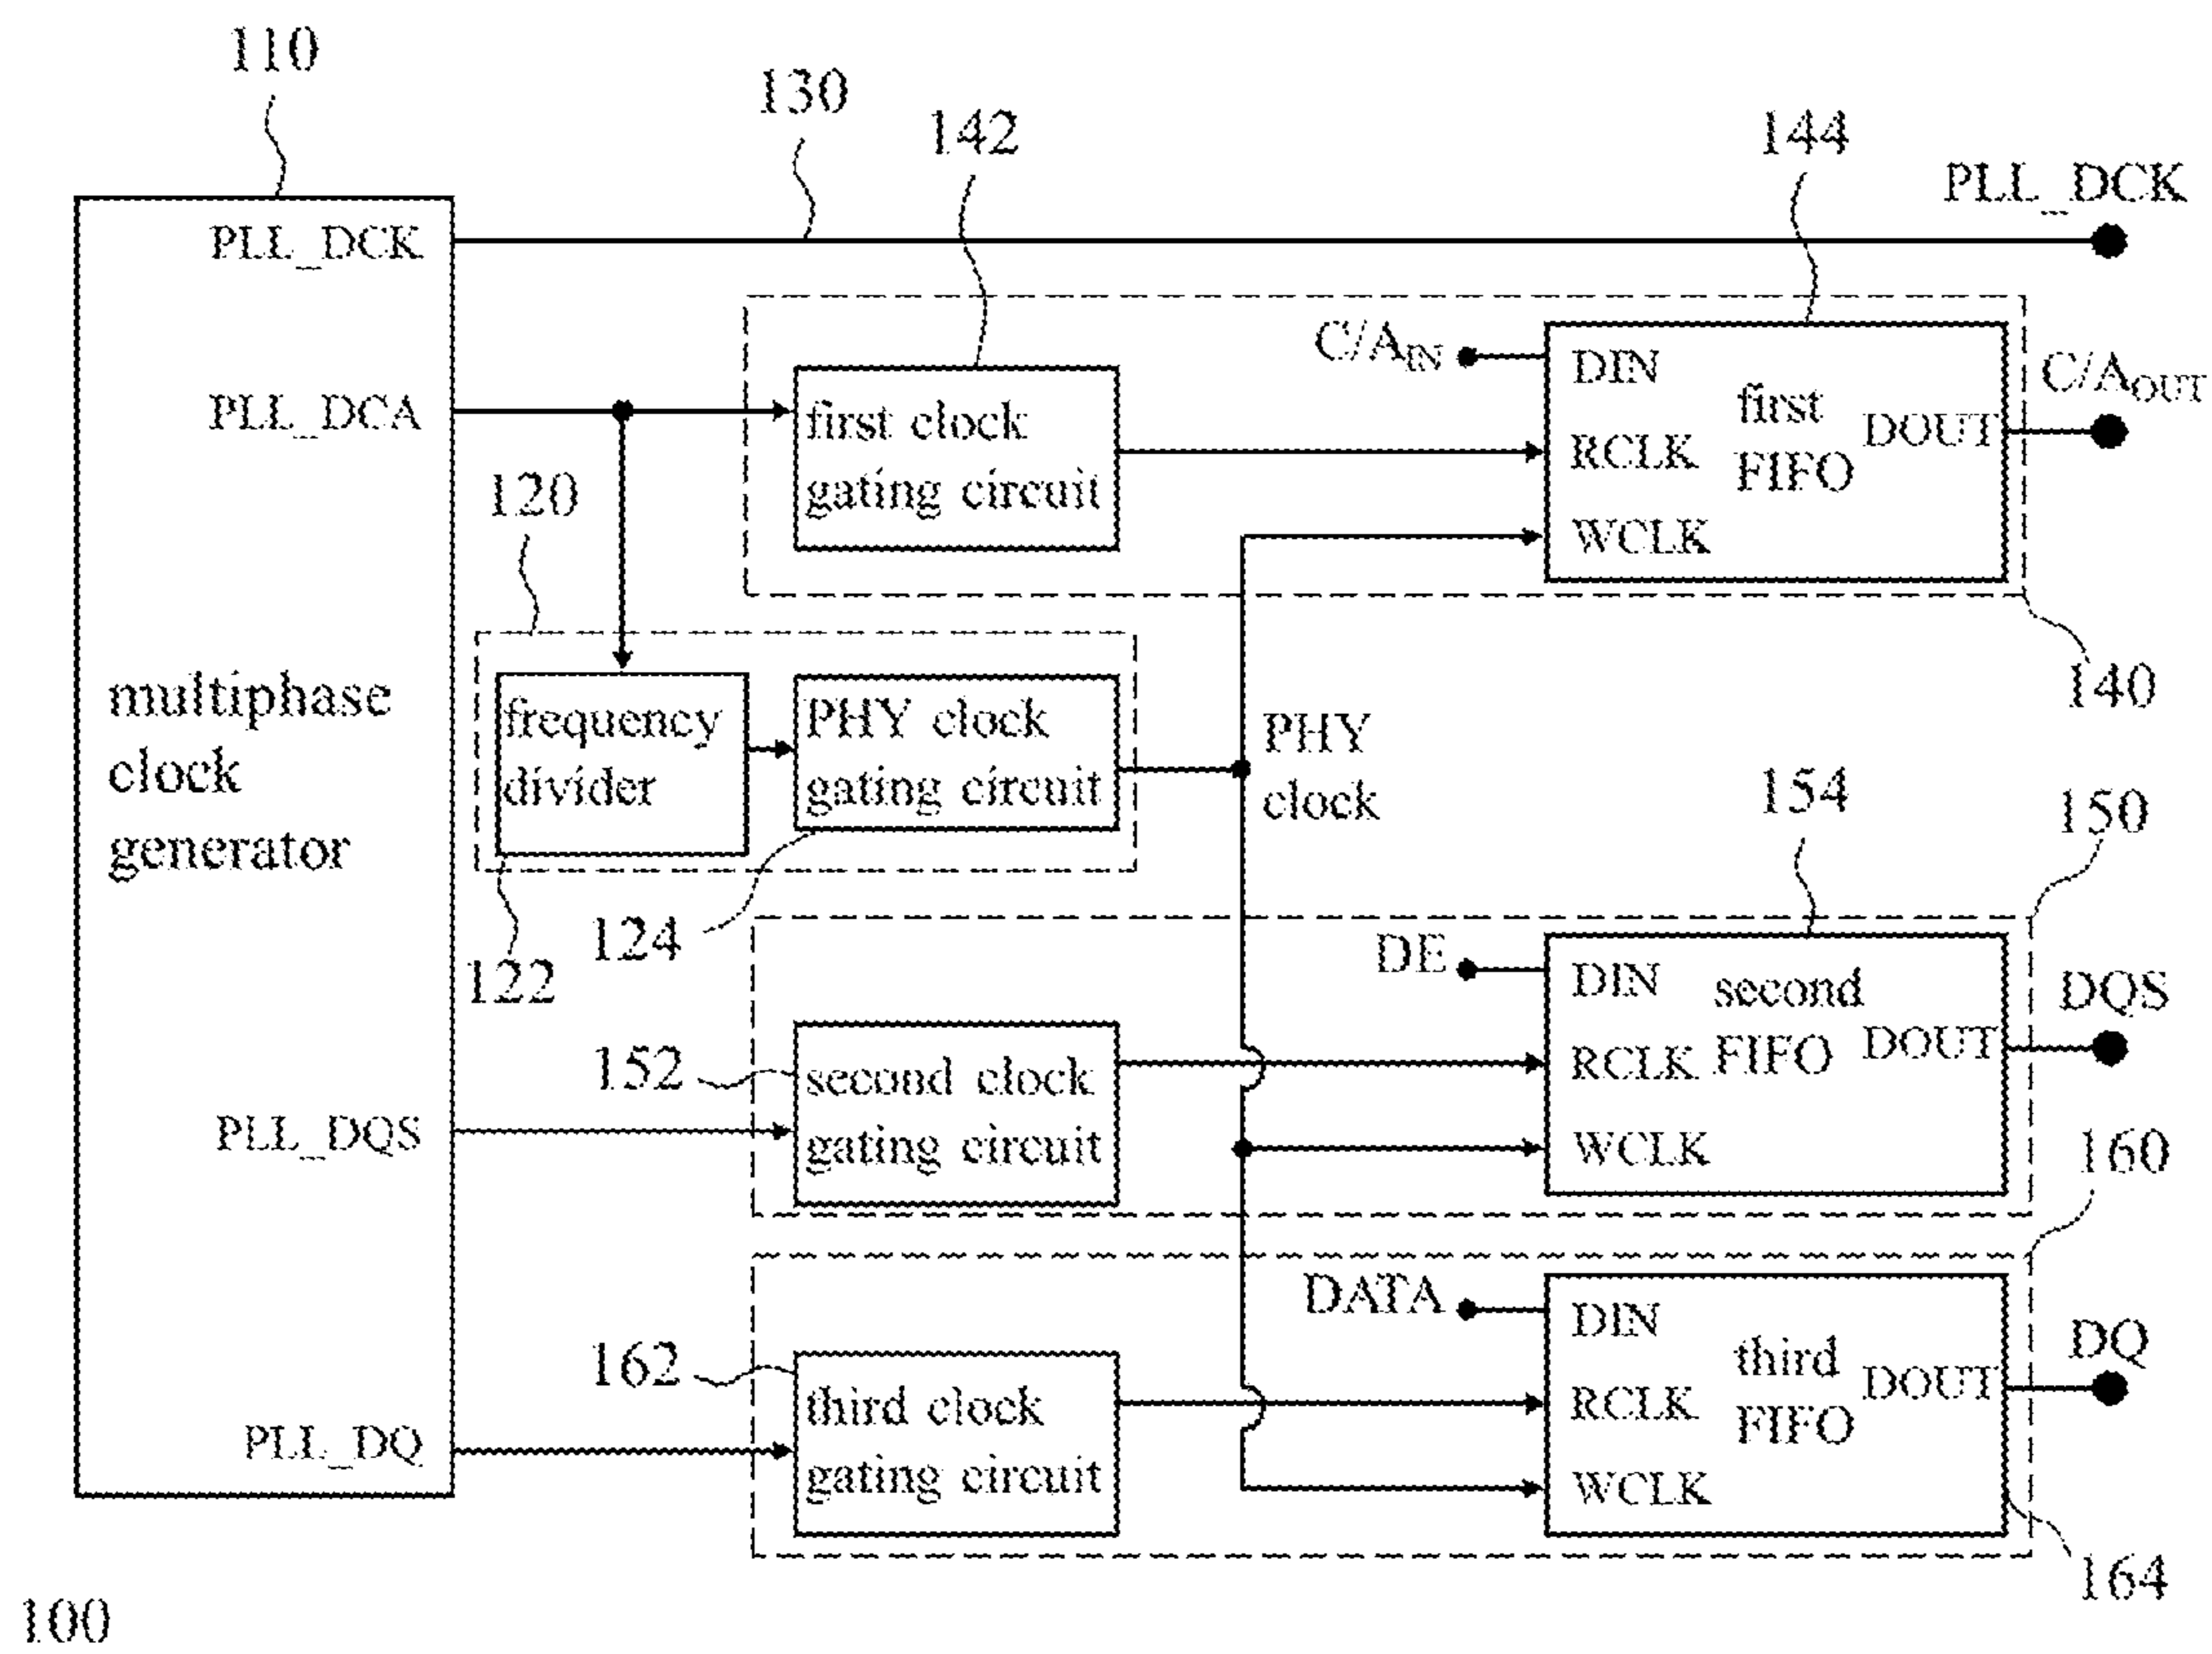 110
130
142
144
PLL_DCK
PLL_DCK
C/AIN
DIN
first
FIFO
DOUT
RCLK
WCLK
C/AOUT
PLL_DCA
first clock
gating circuit
120
140
multiphase
clock
generator
frequency
divider
PHY clock
gating circuit
PHY
clock
154
150
124
122
DE
DIN
second
FIFO
DOUT
RCLK
WCLK
DQS
152
second clock
gating circuit
PLL_DQS
160
DATA
DIN
third
FIFO
DOUT
RCLK
WCLK
DQ
162
third clock
gating circuit
PLL_DQ
164
100